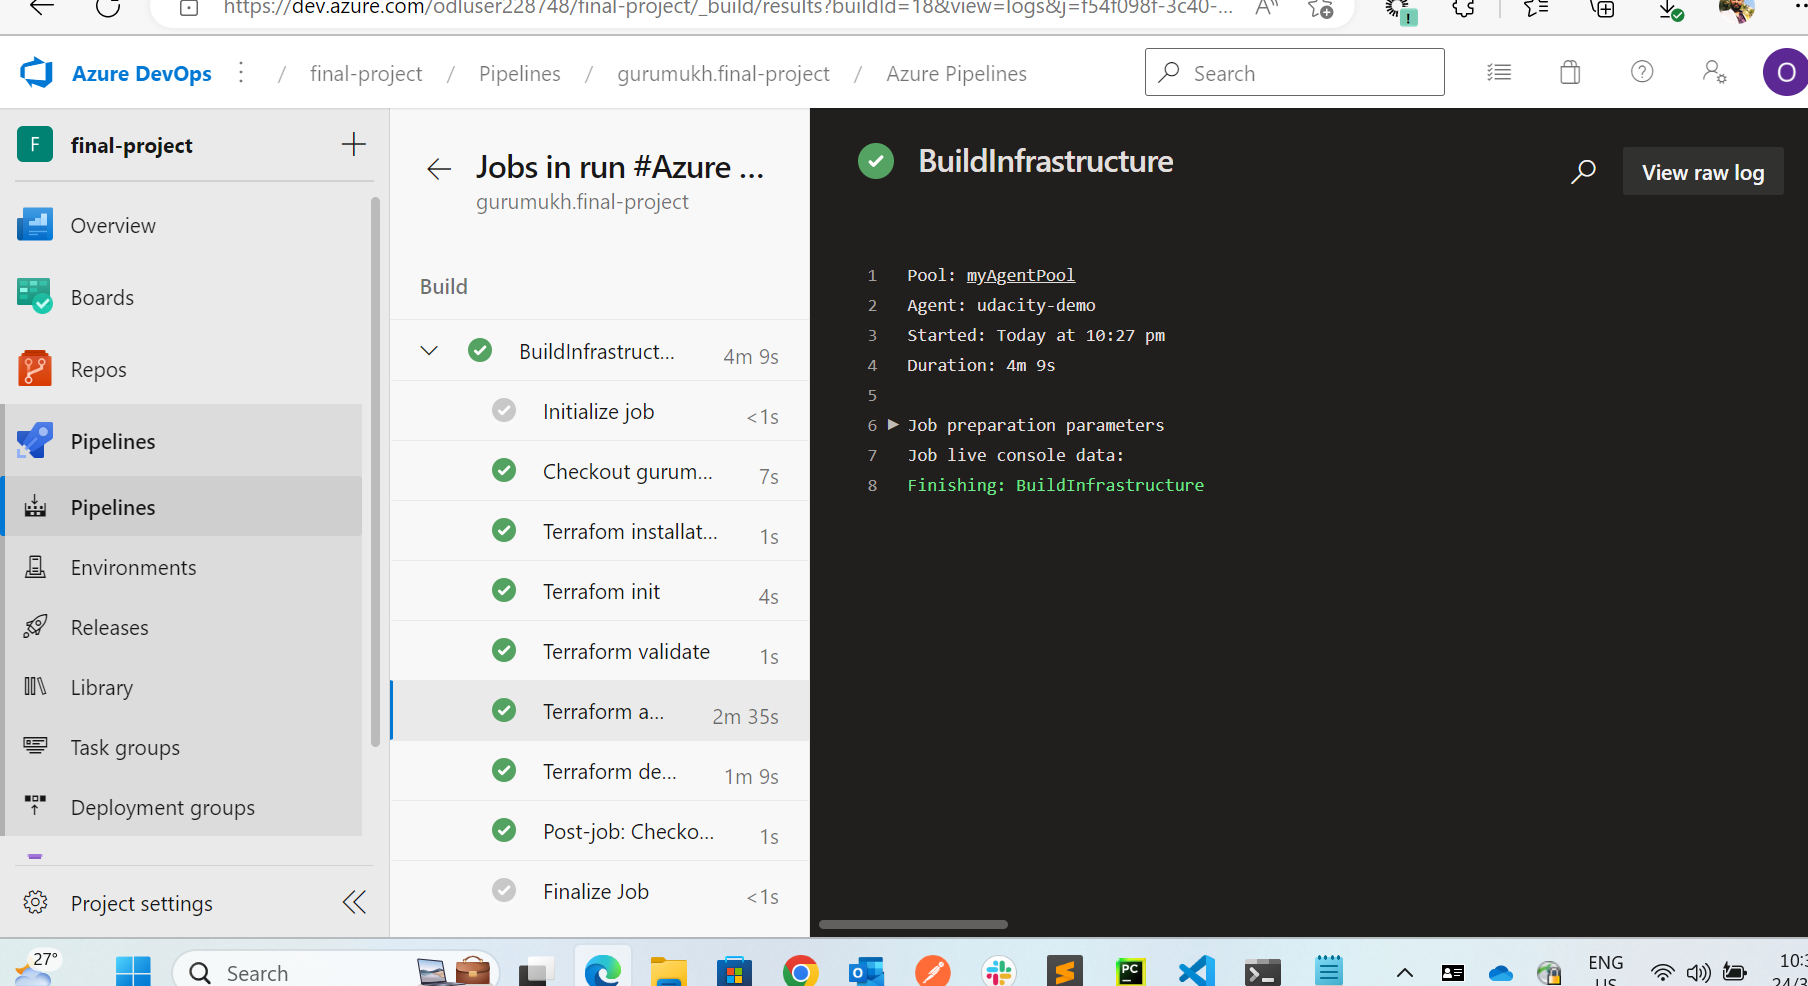 https://dev.azure.com/odluser228748/final-project/_build/results?buildId=18&view=logs&j=f54f098f-3c40-...
Azure DevOps / final-project / Pipelines / gurumukh.final-project / Azure Pipelines
Search
O
F final-project
Overview
Boards
Repos
Pipelines
Pipelines
Environments
Releases
Library
Task groups
Deployment groups
Project settings
Jobs in run #Azure ...
gurumukh.final-project
Build
BuildInfrastruct... 4m 9s
Initialize job <1s
Checkout gurum... 7s
Terrafom installat... 1s
Terrafom init 4s
Terraform validate 1s
Terraform a... 2m 35s
Terraform de... 1m 9s
Post-job: Checko... 1s
Finalize Job <1s
BuildInfrastructure
View raw log
1 Pool: myAgentPool
2 Agent: udacity-demo
3 Started: Today at 10:27 pm
4 Duration: 4m 9s
5
6 Job preparation parameters
7 Job live console data:
8 Finishing: BuildInfrastructure
27°
Search
PC
ENG
US
10:3
24/3